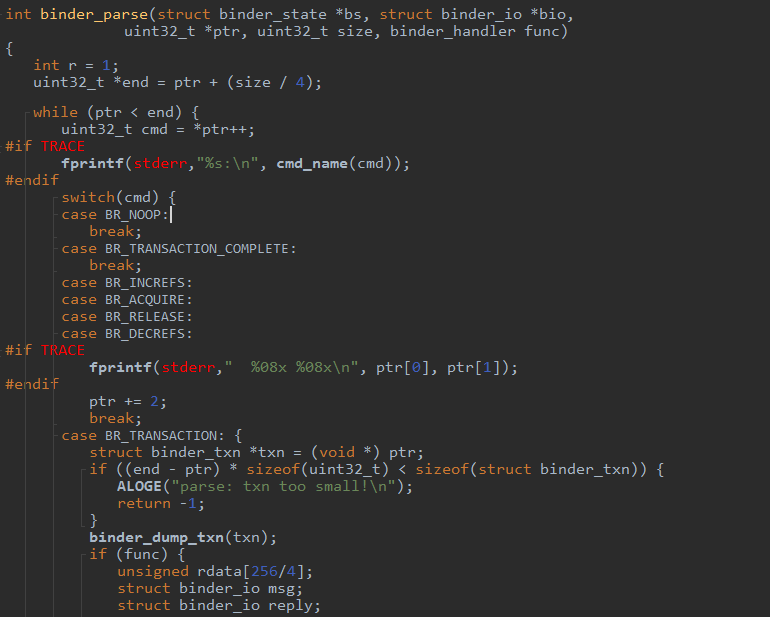 int binder_parse(struct binder_state *bs, struct binder_io *bio,
                 uint32_t *ptr, uint32_t size, binder_handler func)
{
    int r = 1;
    uint32_t *end = ptr + (size / 4);

    while (ptr < end) {
        uint32_t cmd = *ptr++;
#if TRACE
        fprintf(stderr,"%s:\n", cmd_name(cmd));
#endif
        switch(cmd) {
        case BR_NOOP:
            break;
        case BR_TRANSACTION_COMPLETE:
            break;
        case BR_INCREFS:
        case BR_ACQUIRE:
        case BR_RELEASE:
        case BR_DECREFS:
#if TRACE
            fprintf(stderr,"  %08x %08x\n", ptr[0], ptr[1]);
#endif
            ptr += 2;
            break;
        case BR_TRANSACTION: {
            struct binder_txn *txn = (void *) ptr;
            if ((end - ptr) * sizeof(uint32_t) < sizeof(struct binder_txn)) {
                ALOGE("parse: txn too small!\n");
                return -1;
            }
            binder_dump_txn(txn);
            if (func) {
                unsigned rdata[256/4];
                struct binder_io msg;
                struct binder_io reply;